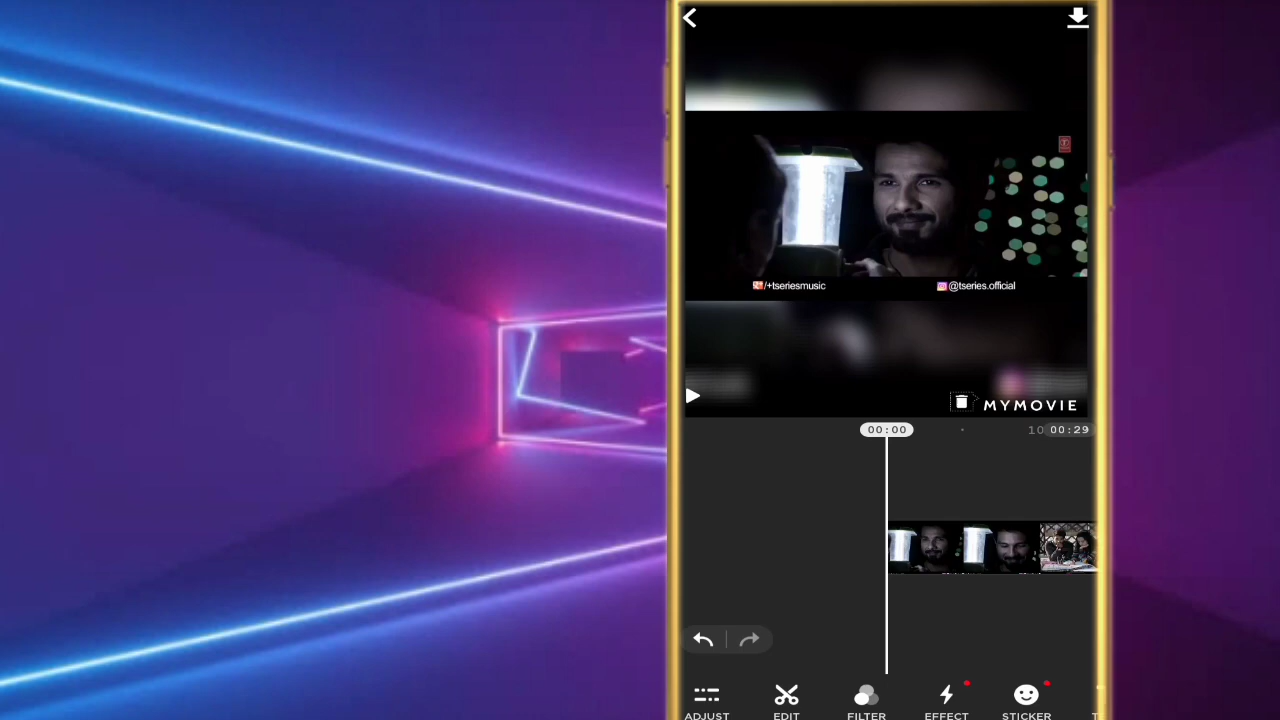 /+tseriesmusic
@tseries.official
MYMOVIE
00:00
10
00:29
ADJUST
EDIT
FILTER
EFFECT
STICKER